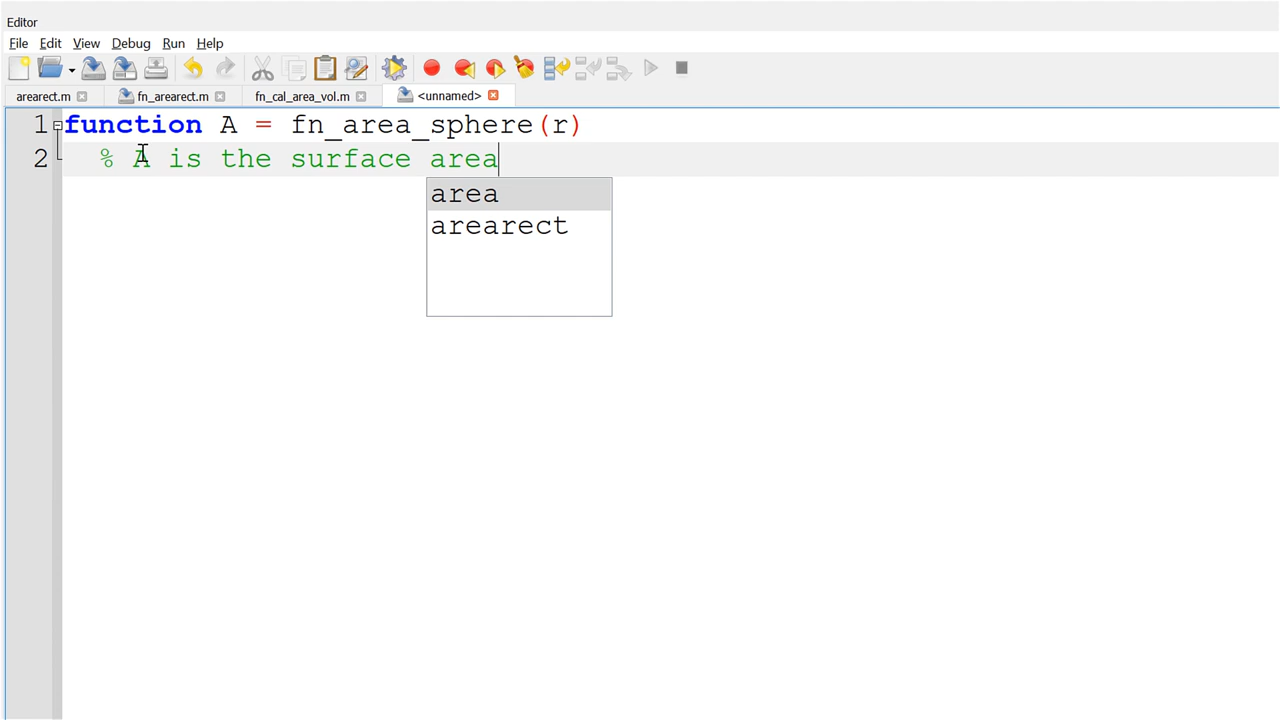 Editor
File Edit View Debug Run Help
arearect.m fn_arearect.m fn_cal_area_vol.m <unnamed>
1 function A = fn_area_sphere(r)
2 % A is the surface area
area
arearect